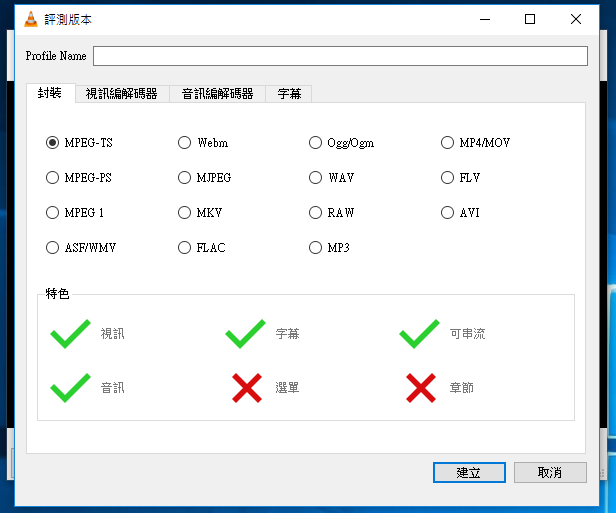 評測版本
Profile Name
封裝 視訊編解碼器 音訊編解碼器 字幕
MPEG-TS Webm Ogg/Ogm MP4/MOV
MPEG-PS MJPEG WAV FLV
MPEG 1 MKV RAW AVI
ASF/WMV FLAC MP3
特色
視訊 字幕 可串流
音訊 選單 章節
建立 取消